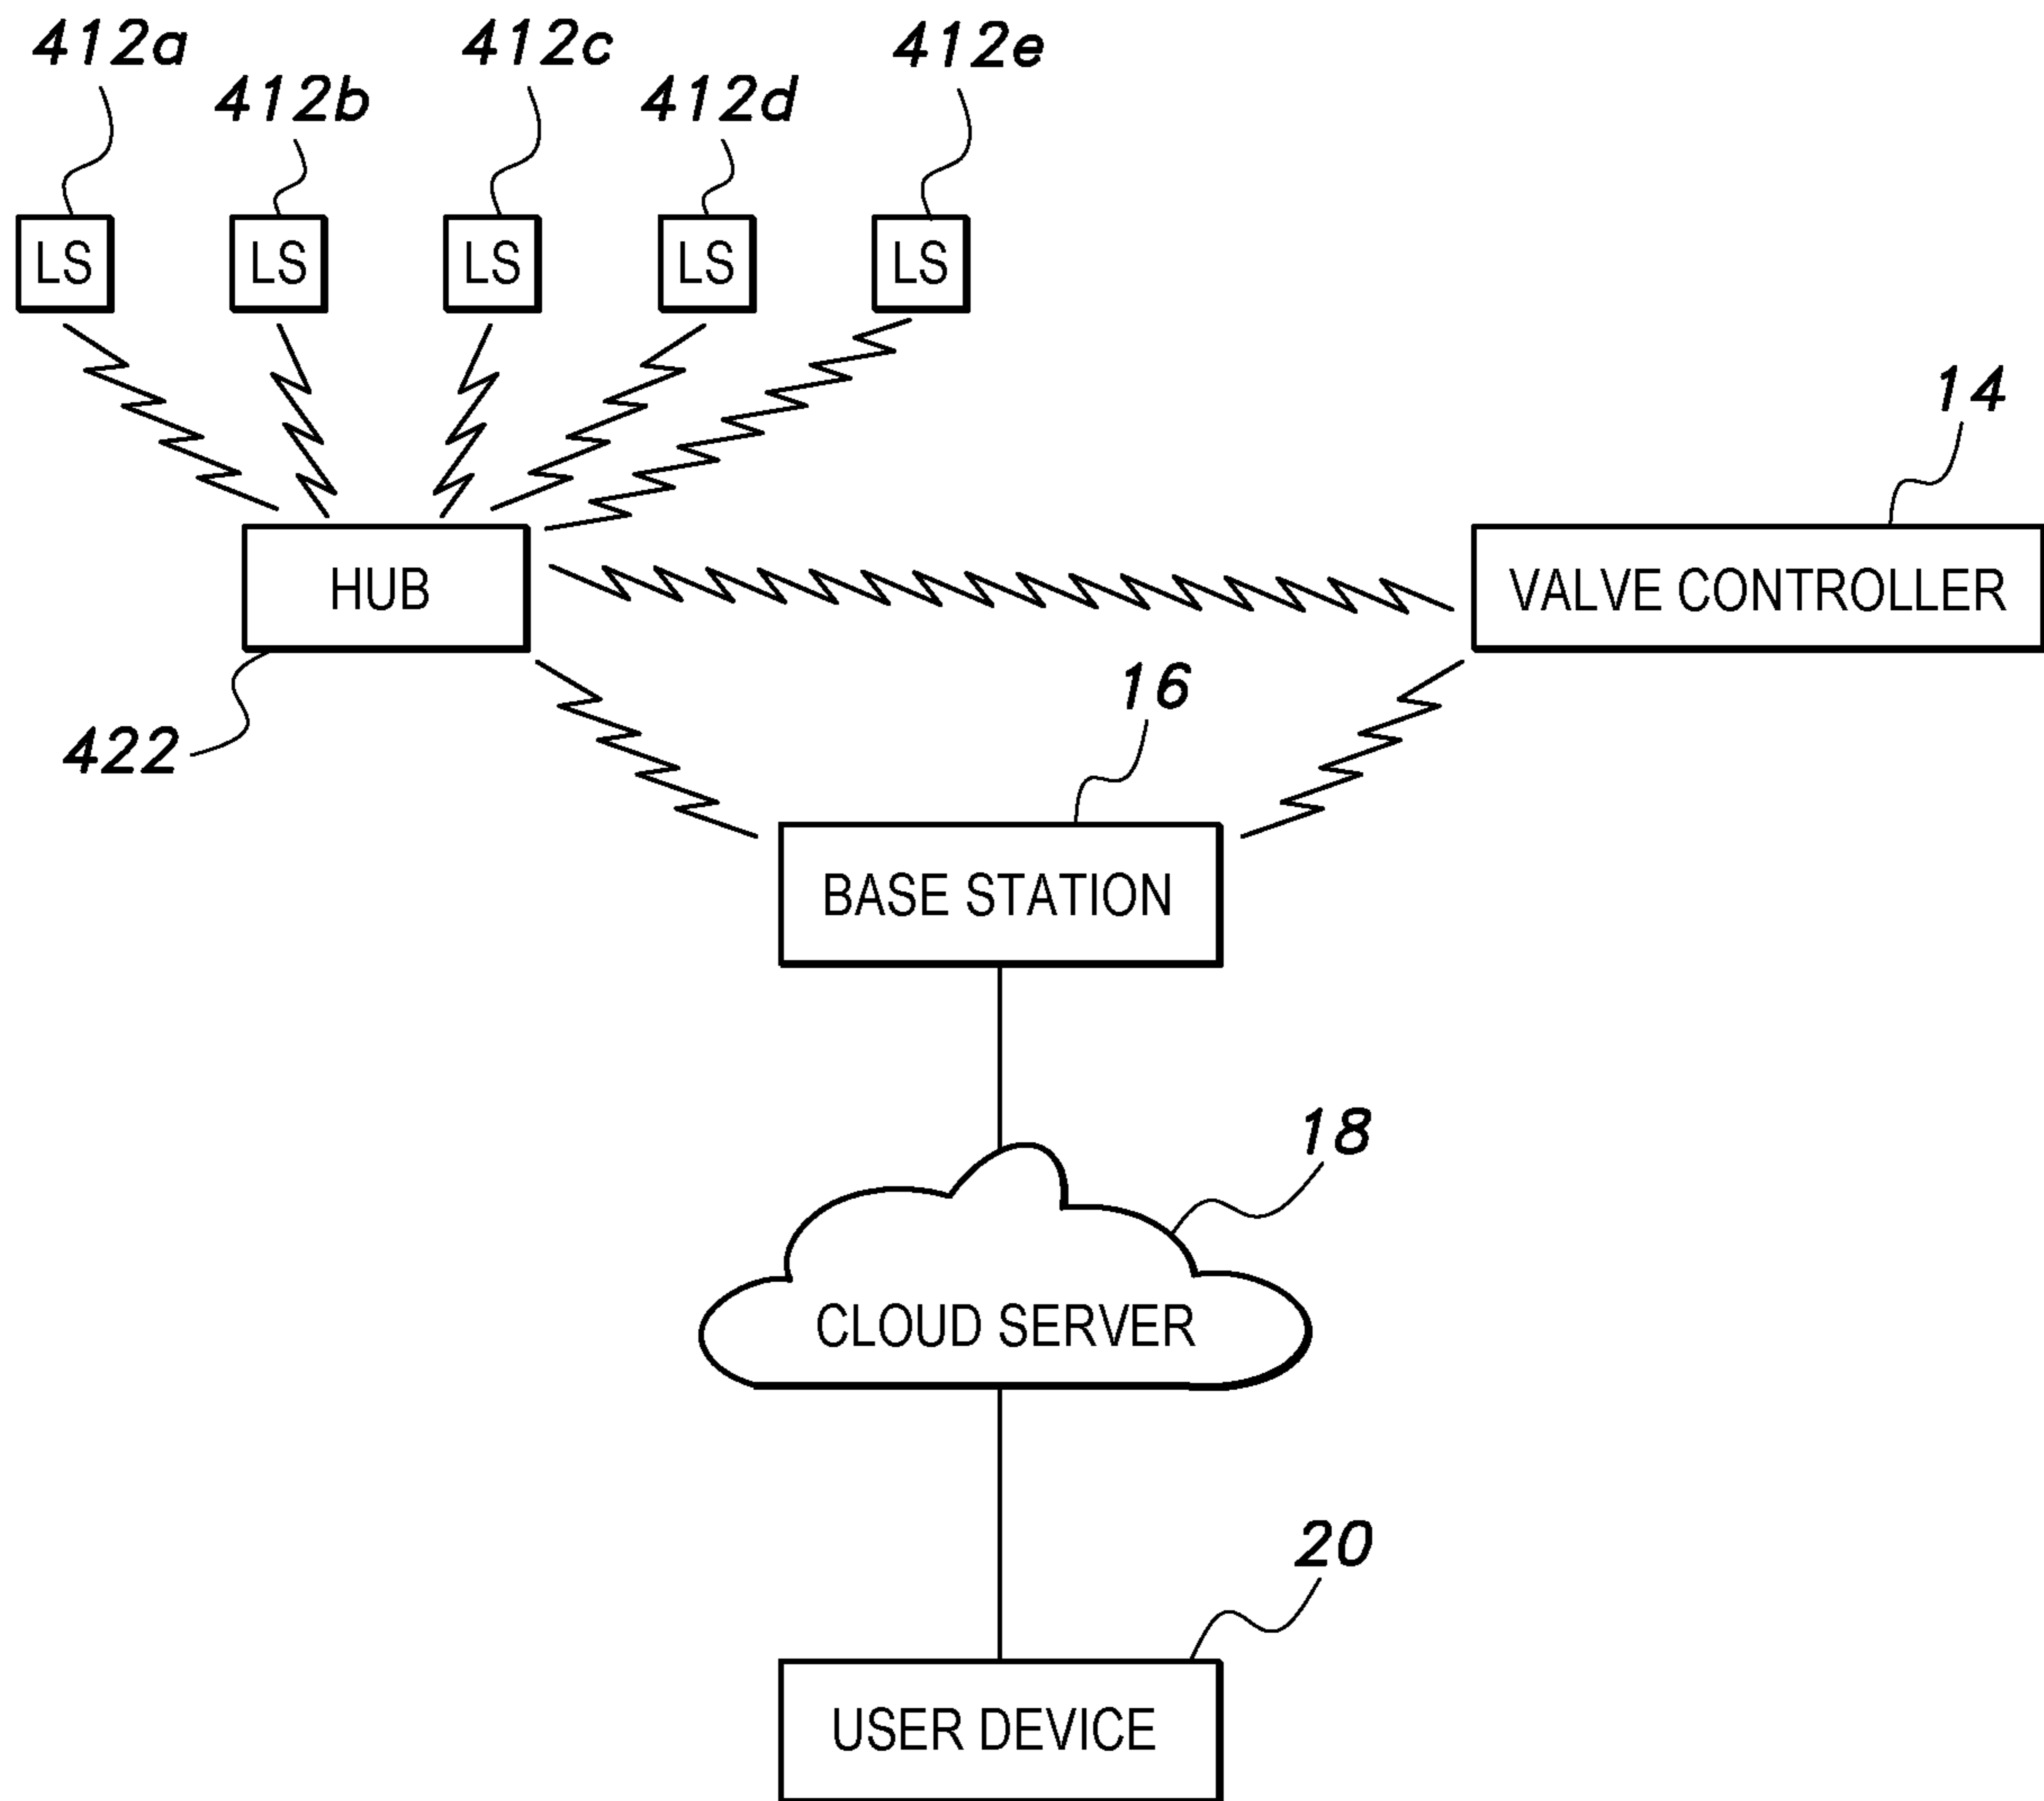 412a
412c
412e
412b
412d
LS
LS
LS
LS
LS
14
HUB
VALVE CONTROLLER
16
422
BASE STATION
18
CLOUD SERVER
20
USER DEVICE